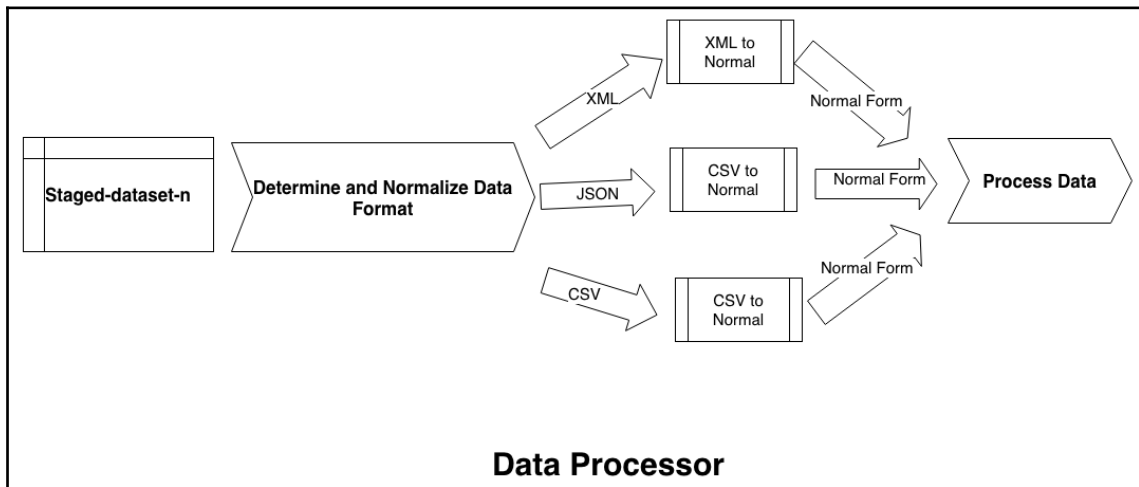 XML to
Normal
XML
Normal Form
Staged-dataset-n
Determine and Normalize Data
Format
JSON
CSV to
Normal
Normal Form
Process Data
CSV
CSV to
Normal
Normal Form
Data Processor